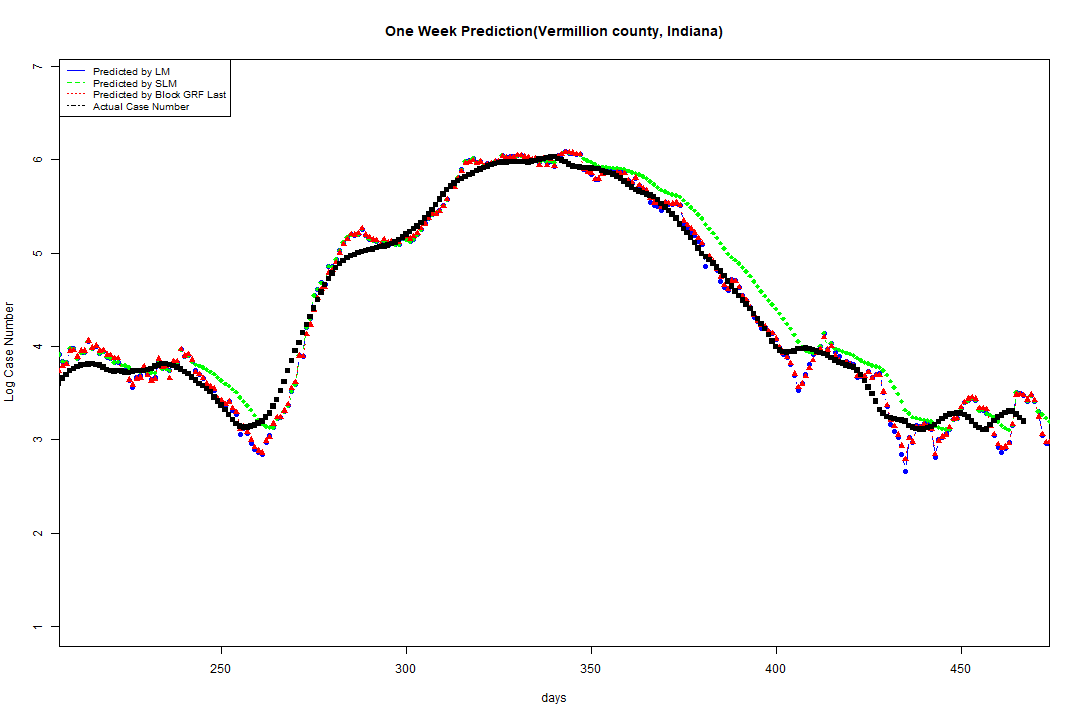 One Week Prediction(Vermillion county, Indiana)
Predicted by LM
Predicted by SLM
Predicted by Block GRF Last
Actual Case Number
7
6
5
4
3
2
1
Log Case Number
250 300 350 400 450
days